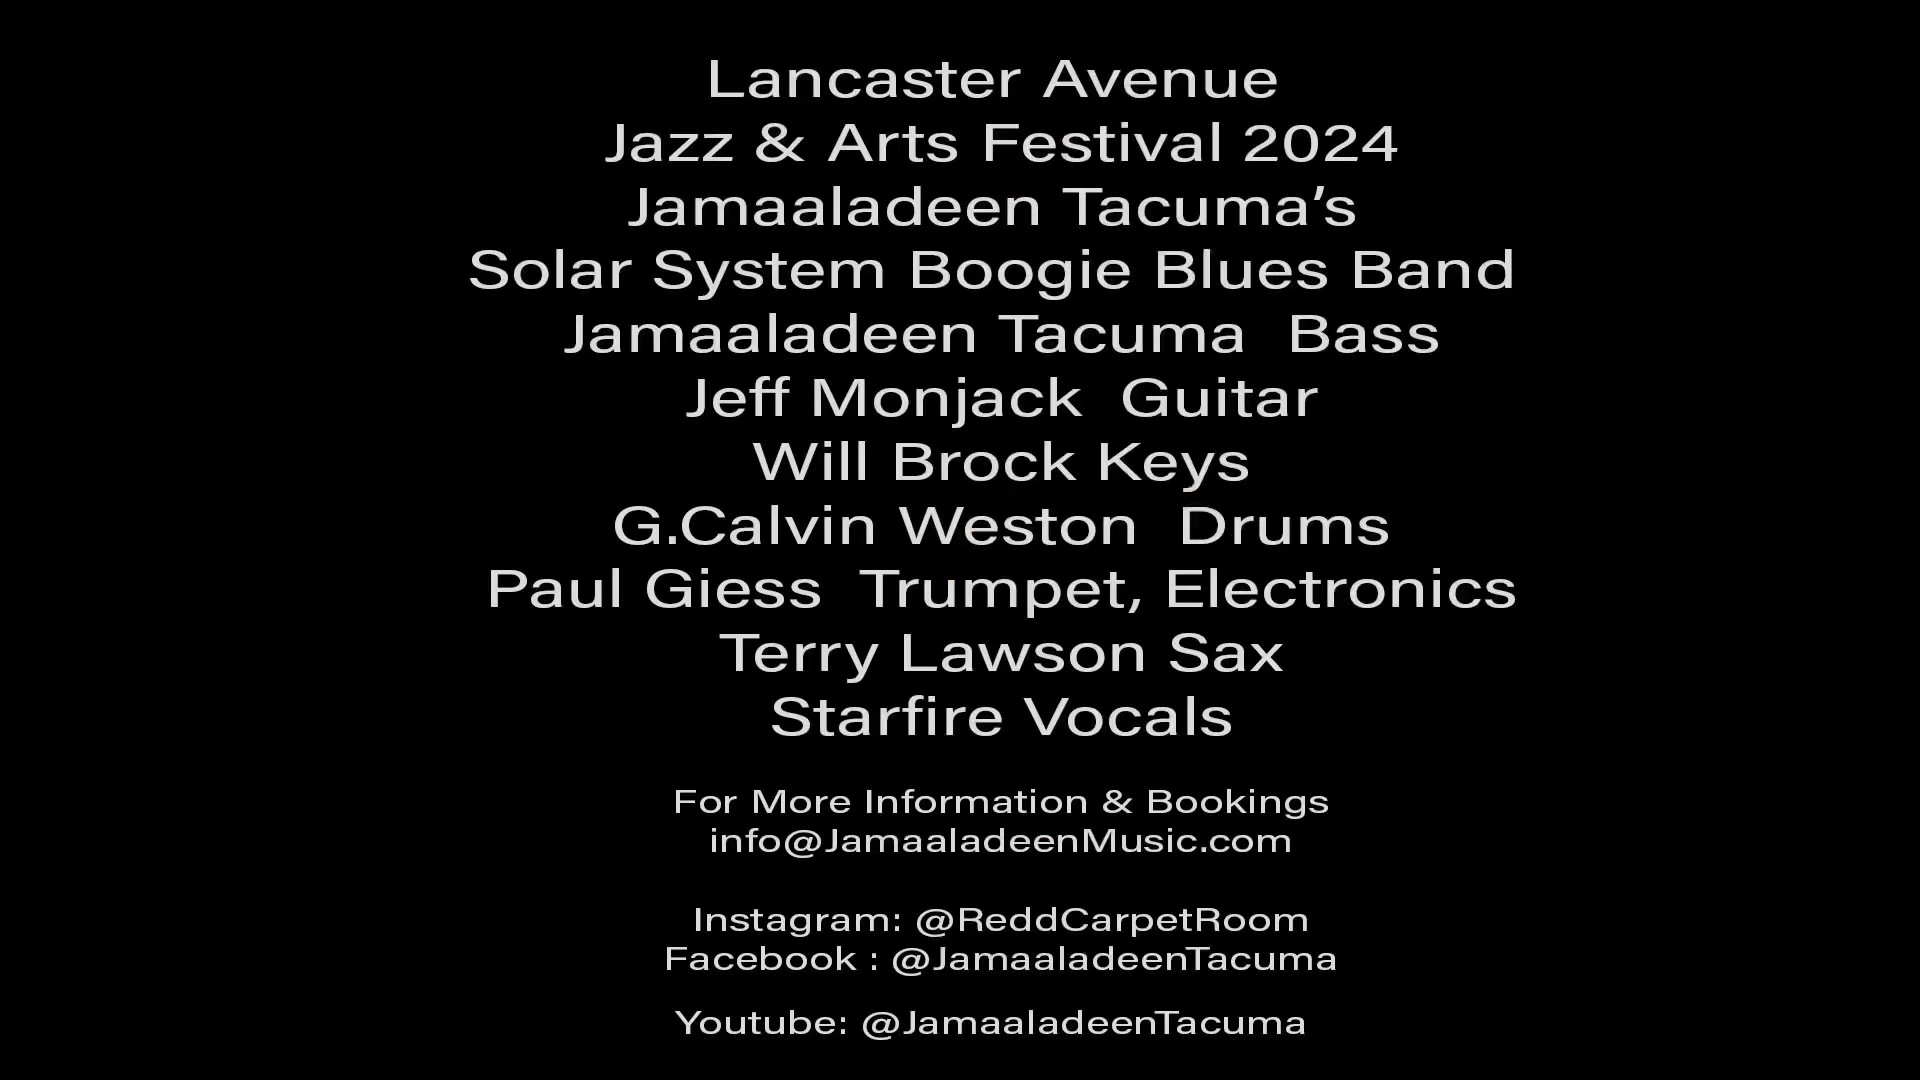 Lancaster Avenue
Jazz & Arts Festival 2024
Jamaaladeen Tacuma’s
Solar System Boogie Blues Band
Jamaaladeen Tacuma  Bass
Jeff Monjack  Guitar
Will Brock Keys
G.Calvin Weston  Drums
Paul Giess  Trumpet, Electronics
Terry Lawson Sax
Starfire Vocals
For More Information & Bookings
info@JamaaladeenMusic.com
Instagram: @ReddCarpetRoom
Facebook : @JamaaladeenTacuma
Youtube: @JamaaladeenTacuma